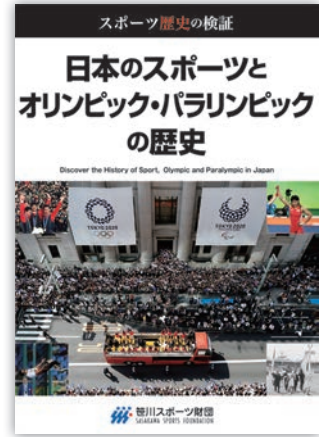 スポーツ歴史の検証
日本のスポーツと
オリンピック・パラリンピック
の歴史
Discover the History of Sport, Olympic and Paralympic in Japan
TOKYO 2020
TOKYO 2020
笹川スポーツ財団
SASAKAWA SPORTS FOUNDATION